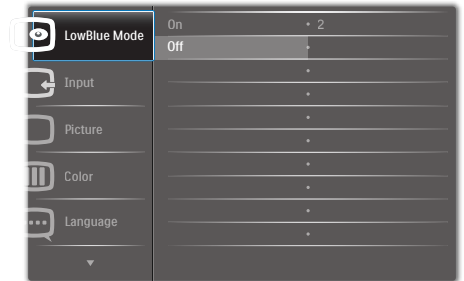 LowBlue Mode
Input
Picture
Color
Language
On • 2
Off •
•
•
•
•
•
•
•
•